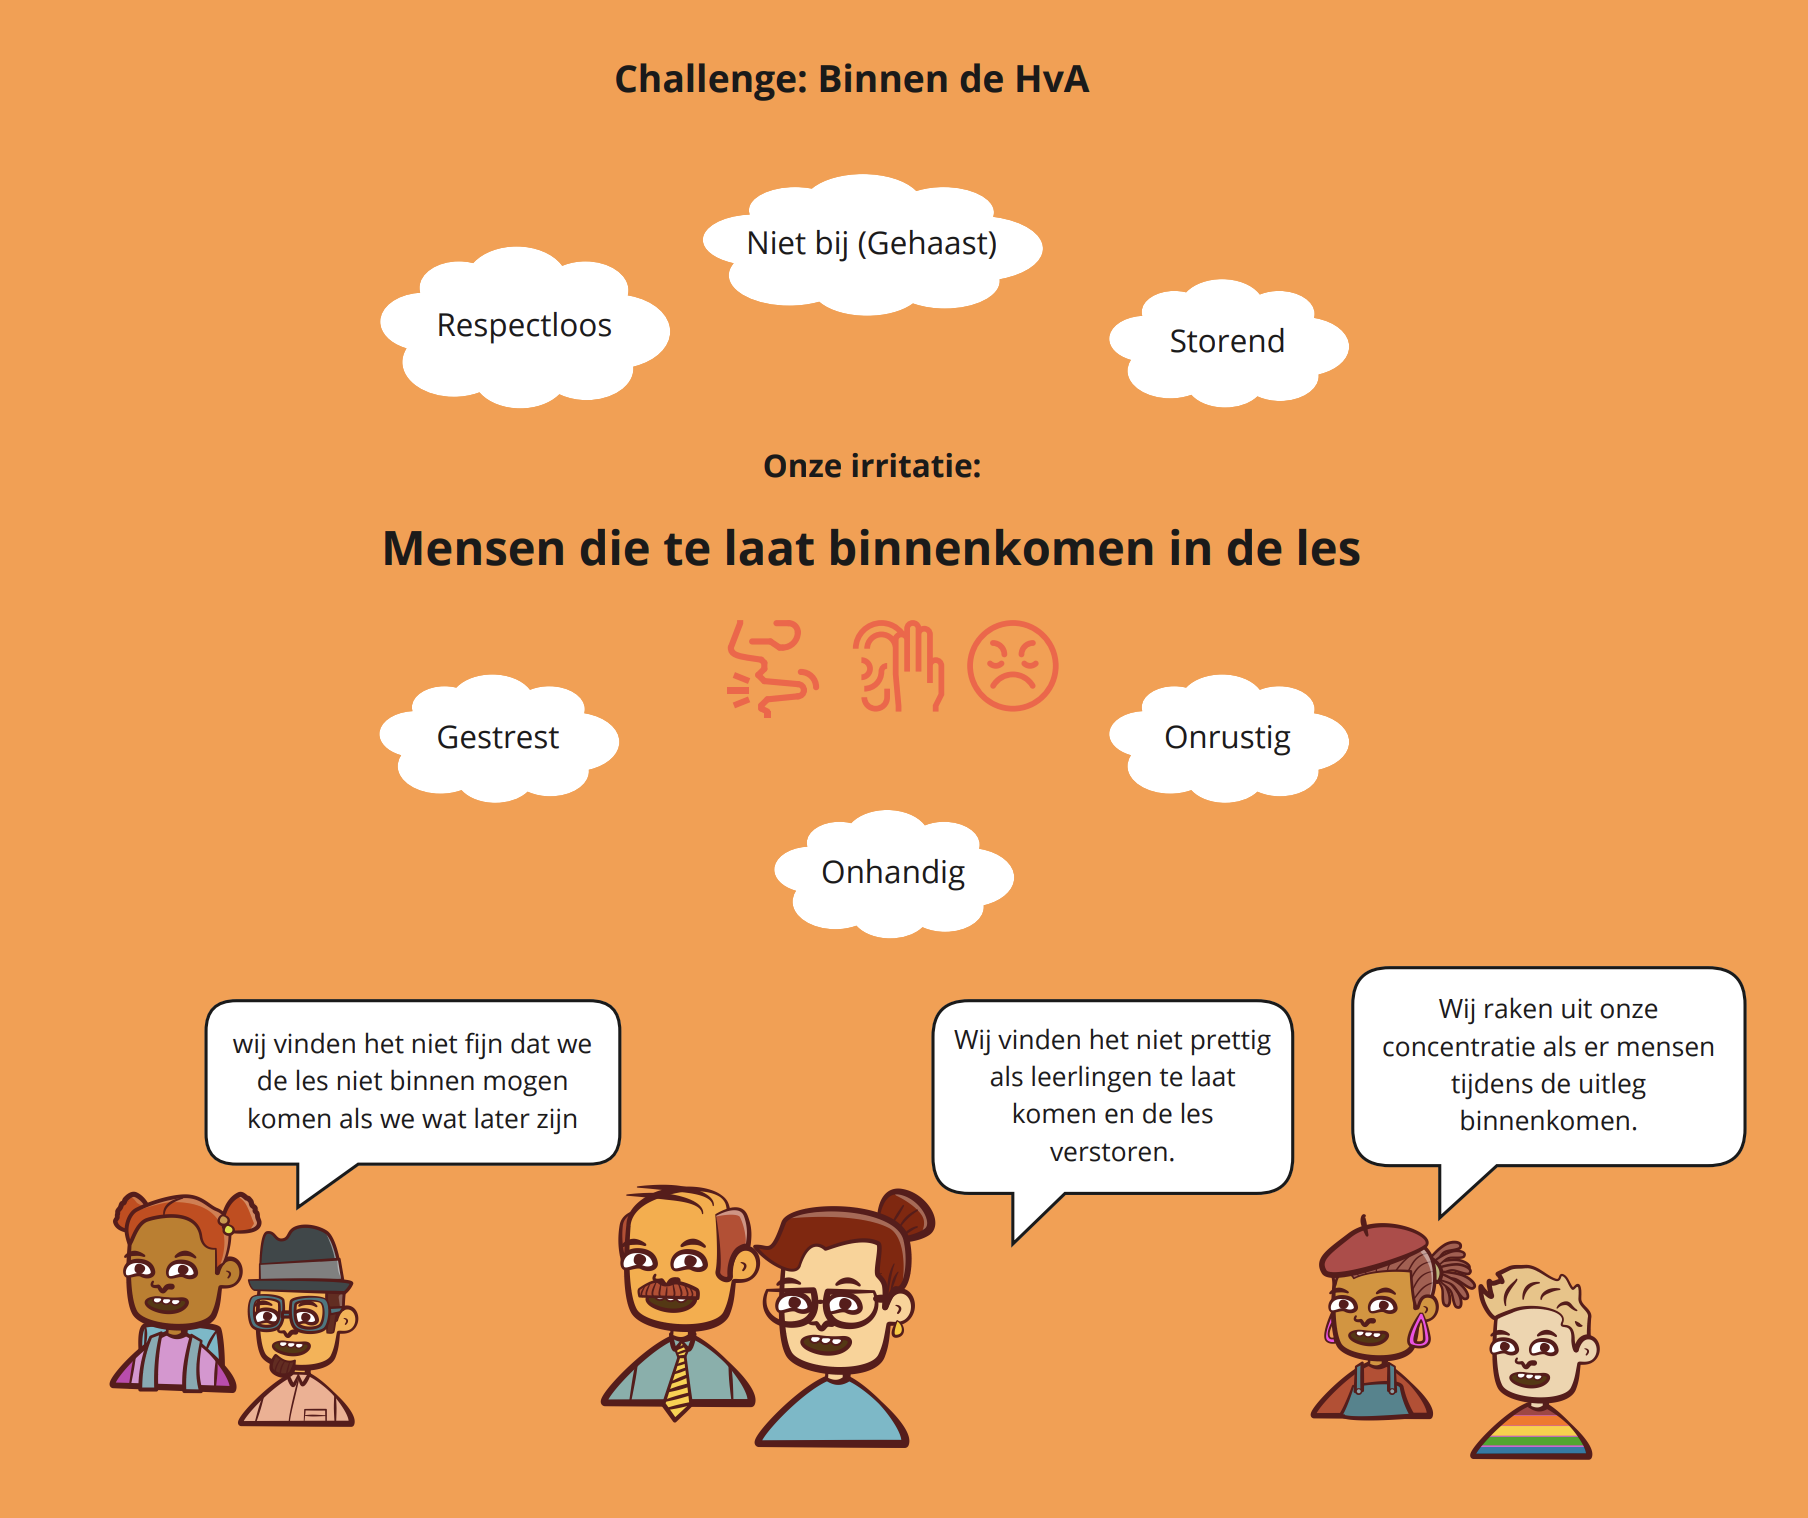 Challenge: Binnen de HvA
Niet bij (Gehaast)
Respectloos
Storend
Onze irritatie:
Mensen die te laat binnenkomen in de les
Gestrest
Onrustig
Onhandig
wij vinden het niet fijn dat we
de les niet binnen mogen
komen als we wat later zijn
Wij vinden het niet prettig
als leerlingen te laat
komen en de les
verstoren.
Wij raken uit onze
concentratie als er mensen
tijdens de uitleg
binnenkomen.